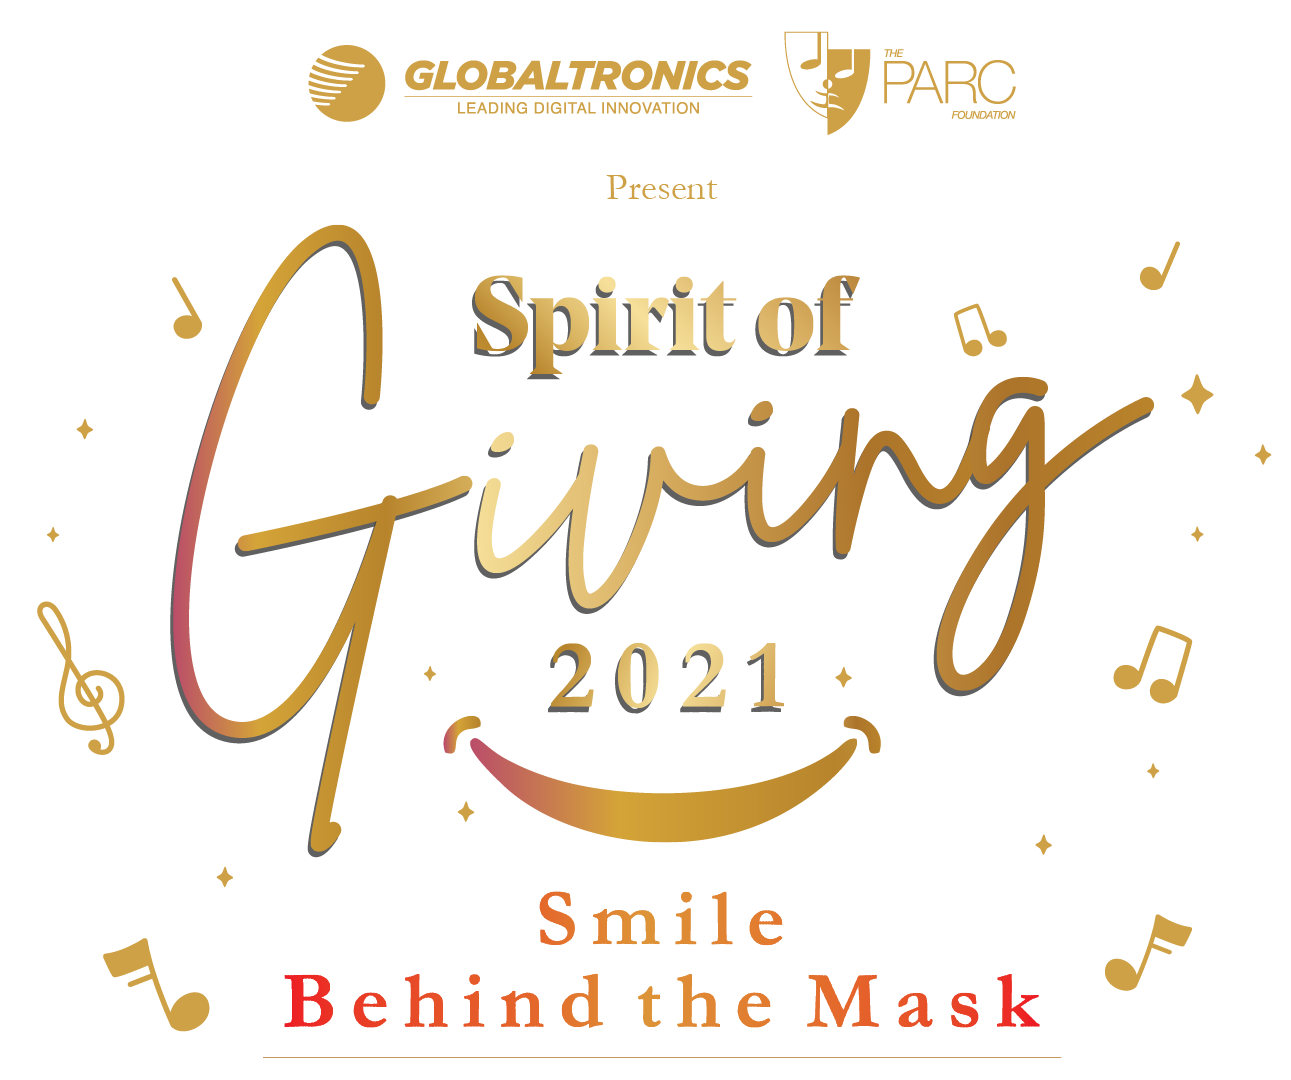 GLOBALTRONICS
LEADING DIGITAL INNOVATION
THE
PARC
FOUNDATION
Present
Spirit of
Giving
2021
Smile
Behind the Mask